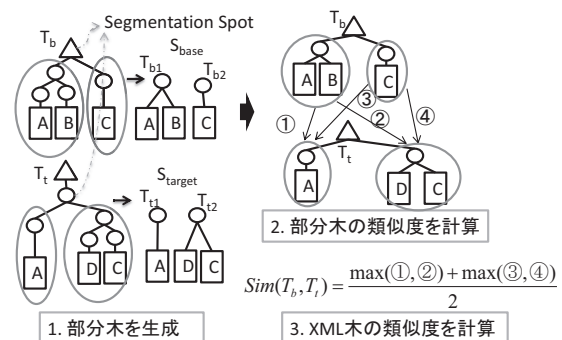 Segmentation Spot
T_b
S_base
T_b1
T_b2
A B C
A B C
T_t
S_target
T_t1
T_t2
A D C
A D C
1. 部分木を生成
T_b
A B C
① ③ ② ④
T_t
A D C
2. 部分木の類似度を計算
Sim(T_b,T_t) = max(①,②)+max(③,④) / 2
3. XML木の類似度を計算